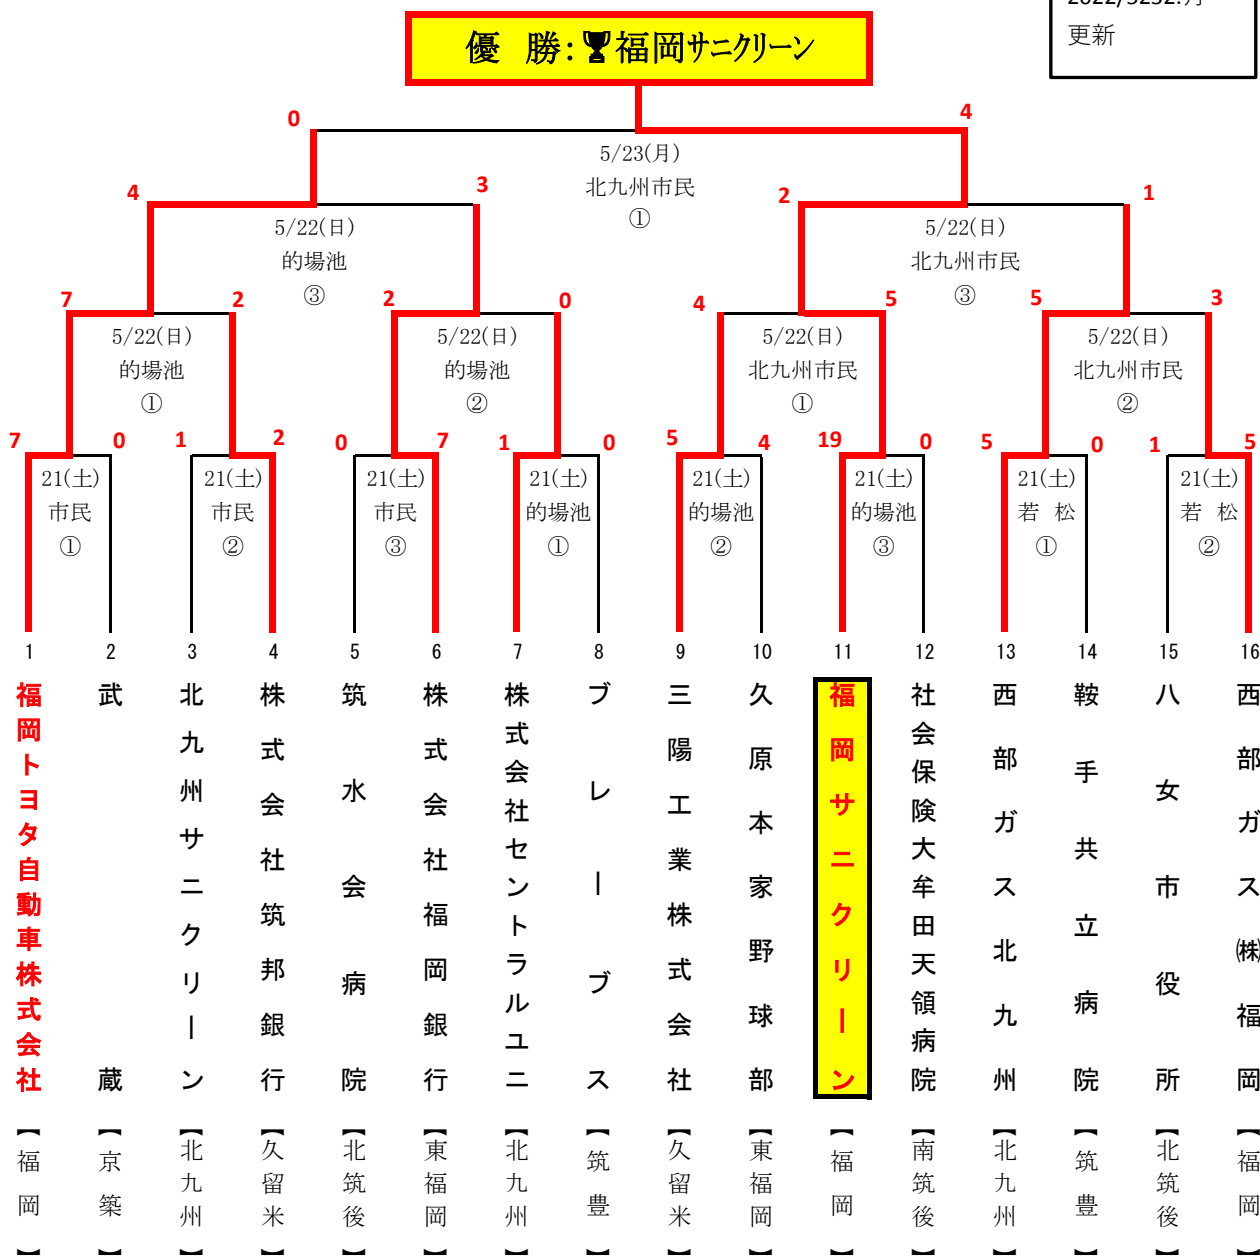 更新
優 勝:🏆福岡サニクリーン
0 4
5/23(月)
北九州市民
①
4 3 2 1
5/22(日) 5/22(日)
的場池 北九州市民
③ ③
7 2 2 0 4 5 5 3
5/22(日) 5/22(日) 5/22(日) 5/22(日)
的場池 的場池 北九州市民 北九州市民
① ② ① ②
7 0 1 2 0 7 1 0 5 4 19 0 5 0 1 5
21(土) 21(土) 21(土) 21(土) 21(土) 21(土) 21(土) 21(土)
市民 市民 市民 的場池 的場池 的場池 若 松 若 松
① ② ③ ① ② ③ ① ②
1 2 3 4 5 6 7 8 9 10 11 12 13 14 15 16
福岡トヨタ自動車株式会社
武蔵
北九州サニクリーン
株式会社筑邦銀行
筑水会病院
株式会社福岡銀行
株式会社セントラルユニ
ブレーブス
三陽工業株式会社
久原本家野球部
福岡サニクリーン
社会保険大牟田天領病院
西部ガス北九州
鞍手共立病院
八女市役所
西部ガス㈱福岡
【福岡】
【京築】
【北九州】
【久留米】
【北筑後】
【東福岡】
【北九州】
【筑豊】
【久留米】
【東福岡】
【福岡】
【南筑後】
【北九州】
【筑豊】
【北筑後】
【福岡】